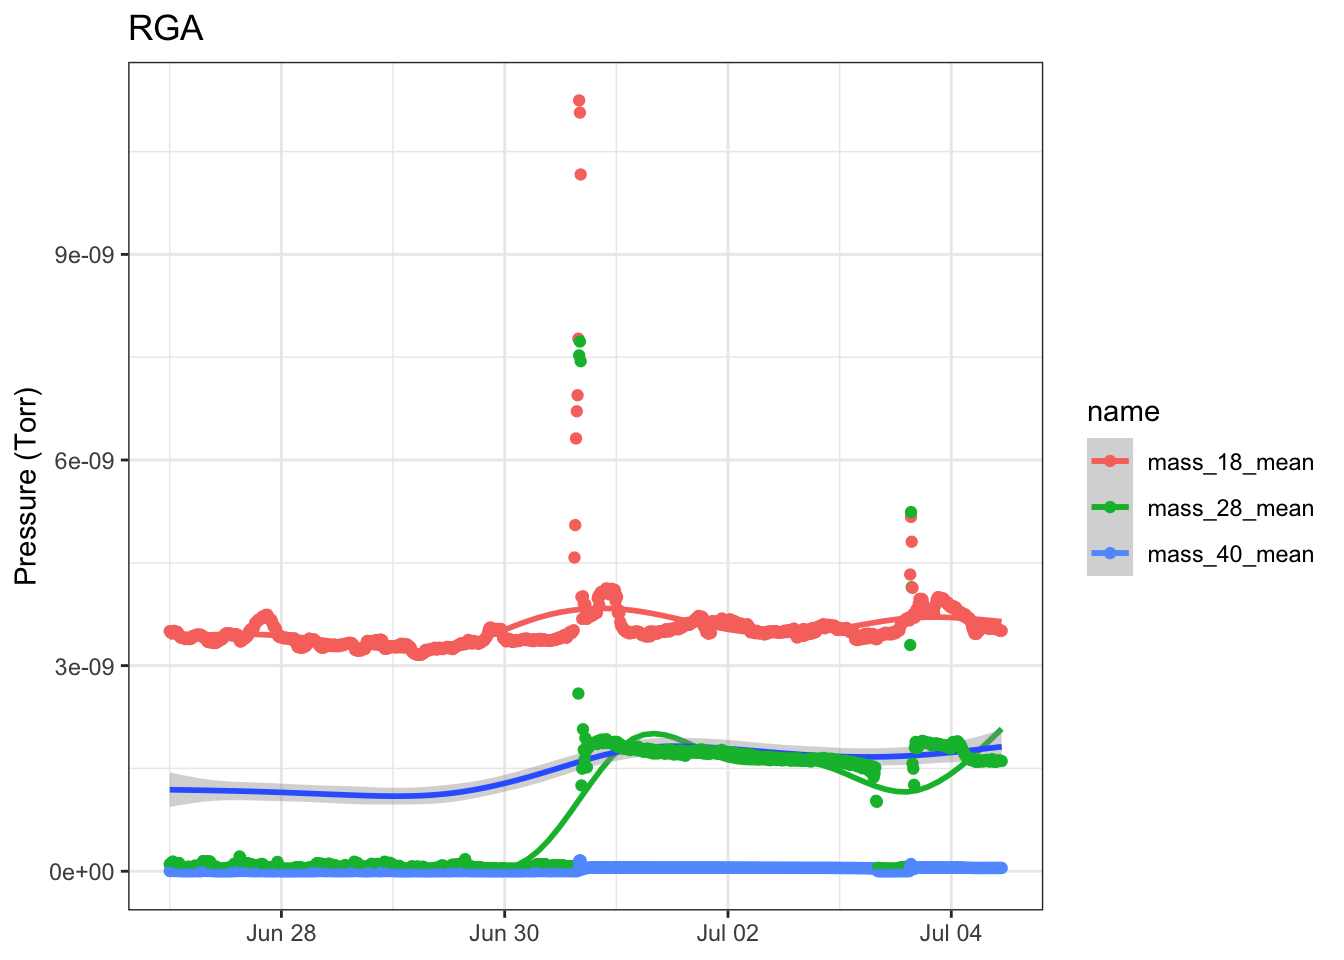 RGA
Pressure (Torr)
9e-09
6e-09
3e-09
0e+00
Jun 28
Jun 30
Jul 02
Jul 04
name
mass_18_mean
mass_28_mean
mass_40_mean